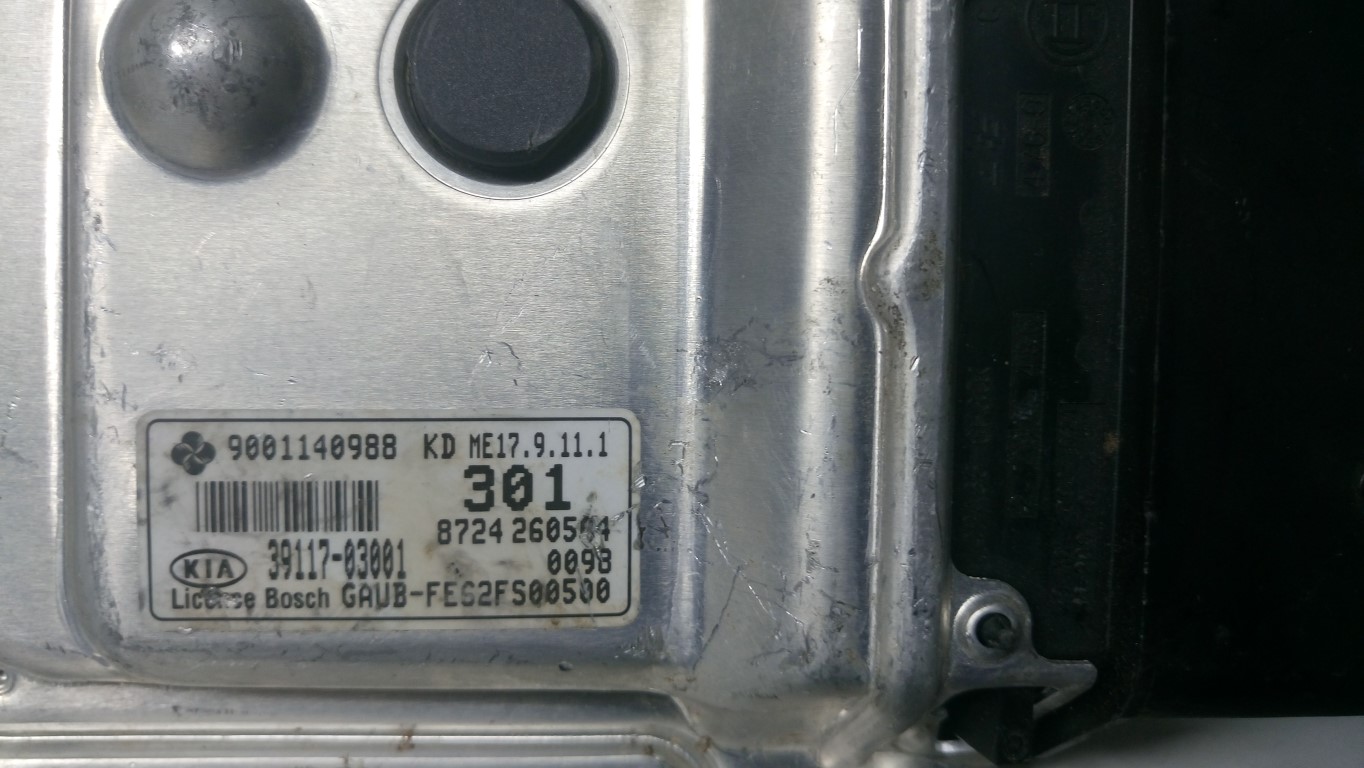 9001140988 KD ME17.9.11.1
301
8724 260504
39117-03001 0098
KIA
License Bosch GAUB-FES2FS00500